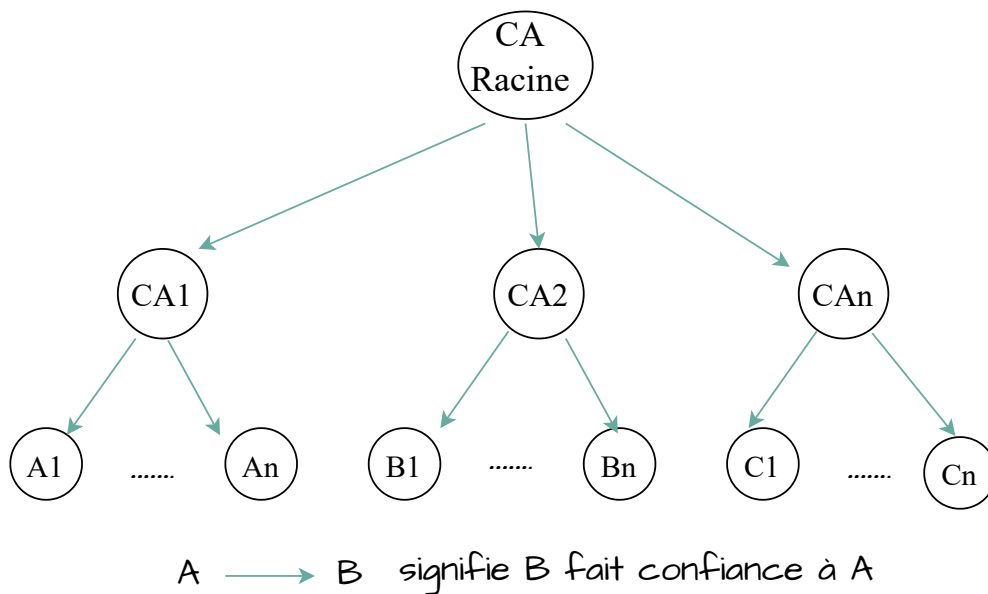 CA
Racine
CA1
CA2
CAn
A1
.......
An
B1
.......
Bn
C1
.......
Cn
A B signifie B fait confiance à A